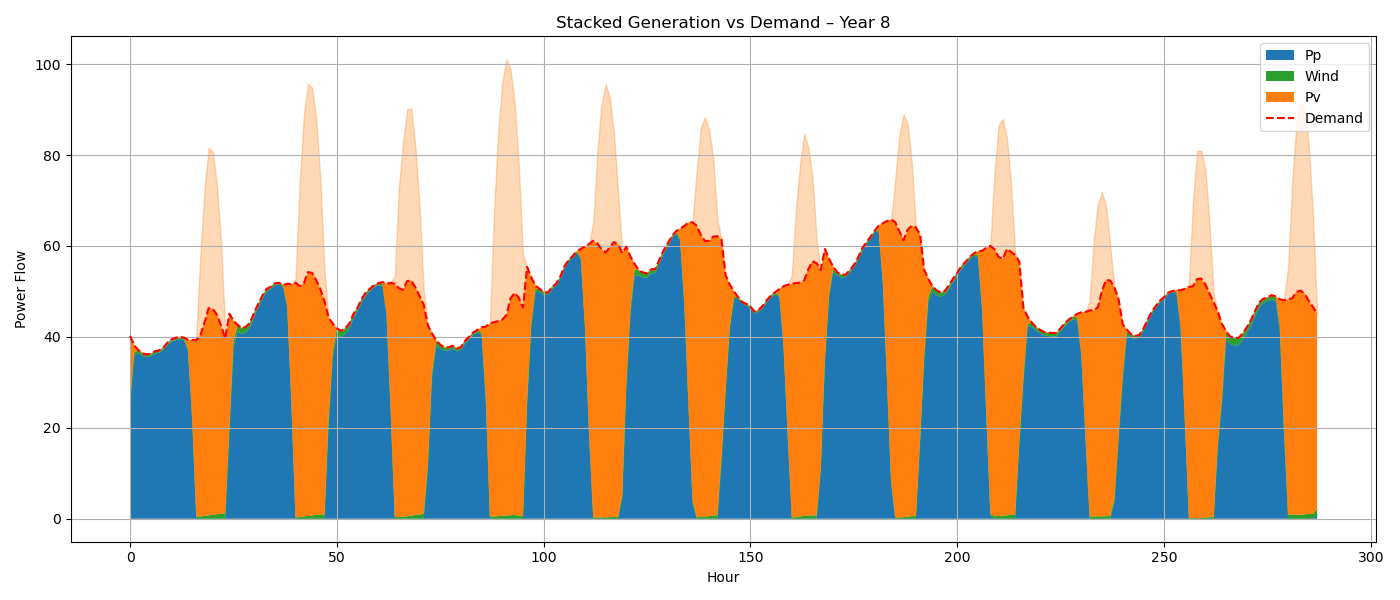 Stacked Generation vs Demand – Year 8
Power Flow
100
80
60
40
20
0
Pp
Wind
Pv
Demand
0 50 100 150 200 250 300
Hour